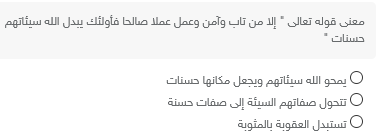 معنى قوله تعالى " إلا من تاب وآمن وعمل عملا صالحا فأولئك يبدل الله سيئاتهم
حسنات "
يمحو الله سيئاتهم ويجعل مكانها حسنات
تتحول صفاتهم السيئة إلى صفات حسنة
تستبدل العقوبة بالمثوبة